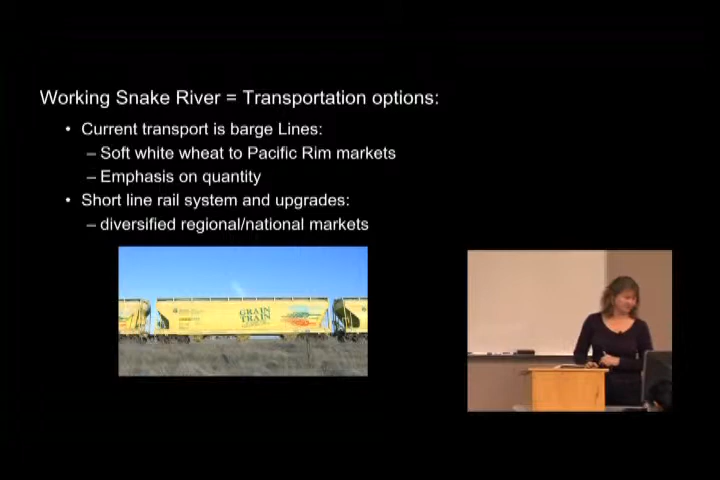 Working Snake River = Transportation options:
• Current transport is barge Lines:
– Soft white wheat to Pacific Rim markets
– Emphasis on quantity
• Short line rail system and upgrades:
– diversified regional/national markets
GRAIN
TRAIN